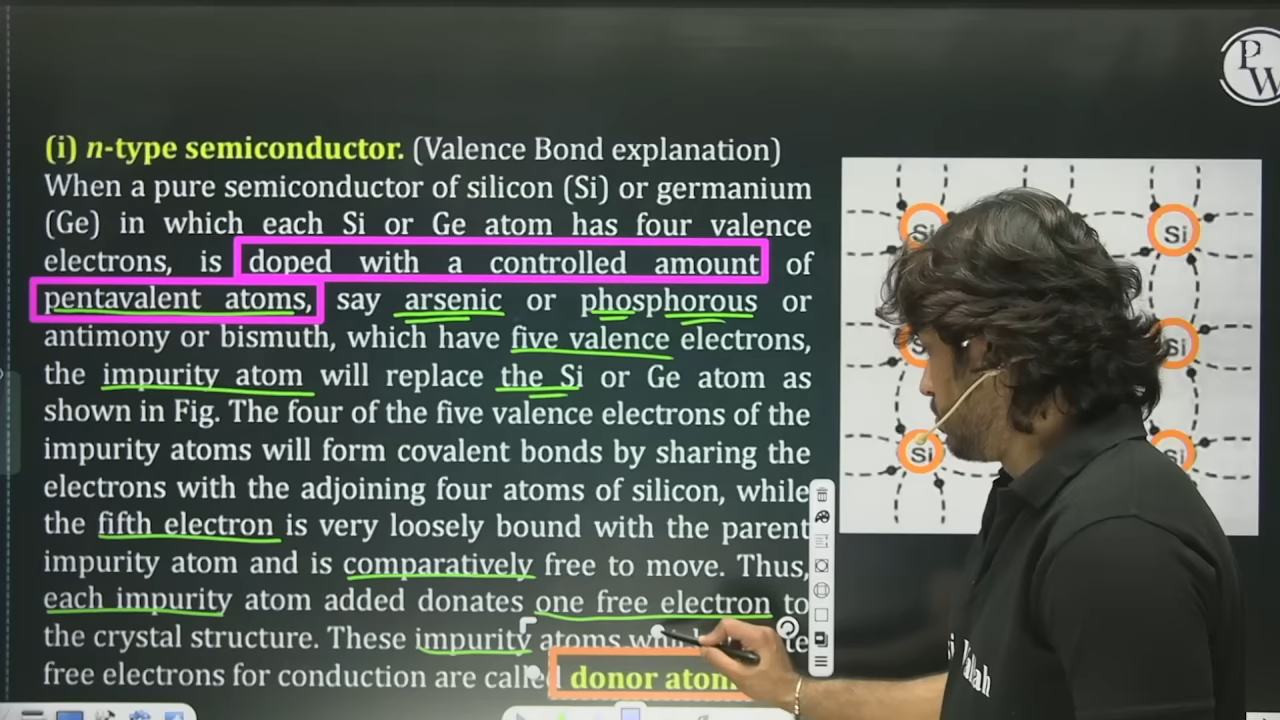 PW
(i) n-type semiconductor. (Valence Bond explanation)
When a pure semiconductor of silicon (Si) or germanium
(Ge) in which each Si or Ge atom has four valence
electrons, is doped with a controlled amount of
pentavalent atoms, say arsenic or phosphorous or
antimony or bismuth, which have five valence electrons,
the impurity atom will replace the Si or Ge atom as
shown in Fig. The four of the five valence electrons of the
impurity atoms will form covalent bonds by sharing the
electrons with the adjoining four atoms of silicon, while
the fifth electron is very loosely bound with the parent
impurity atom and is comparatively free to move. Thus,
each impurity atom added donates one free electron to
the crystal structure. These impurity atoms
free electrons for conduction are called donor
Si Si
Si Si
Si Si